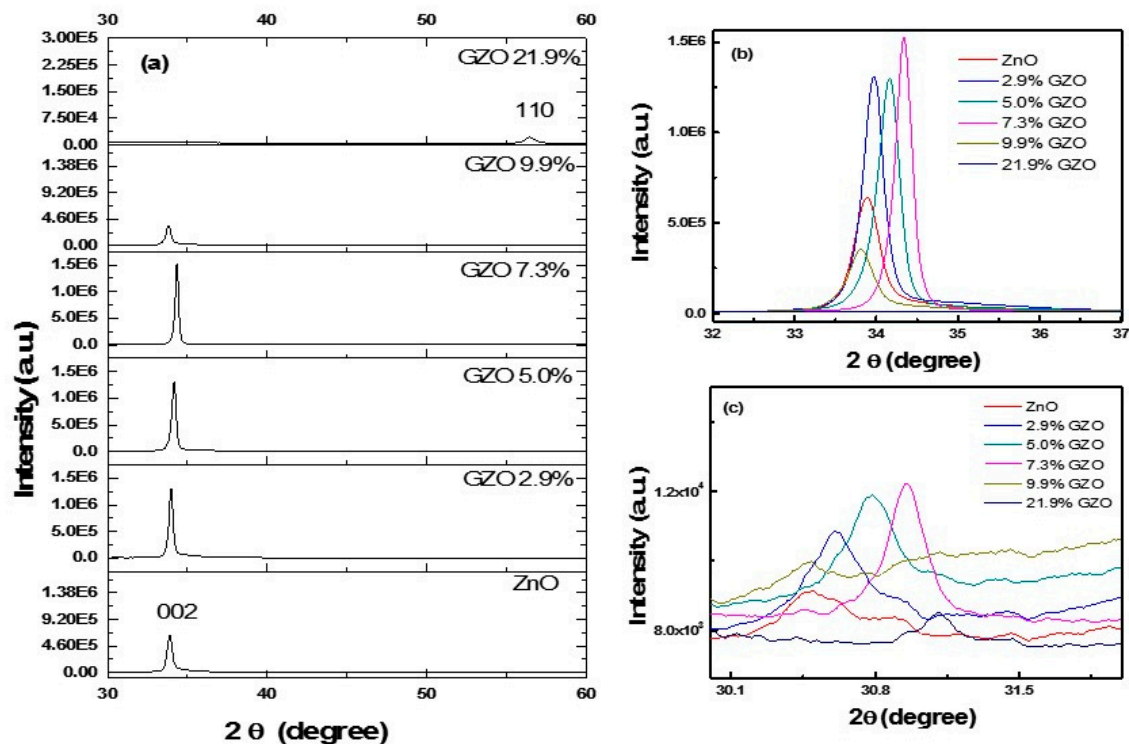 30 40 50 60
3.00E5
2.25E5
1.50E5
7.50E4
0.00
(a)
GZO 21.9%
110
1.38E6
9.20E5
4.60E5
0.00
GZO 9.9%
1.5E6
1.0E6
5.0E5
0.0
GZO 7.3%
1.5E6
1.0E6
5.0E5
0.0
GZO 5.0%
1.5E6
1.0E6
5.0E5
0.0
GZO 2.9%
1.38E6
9.20E5
4.60E5
0.00
ZnO
002
30 40 50 60
2 θ (degree)
Intensity (a.u.)
(b)
1.5E6
1.0E6
5.0E5
0.0
ZnO
2.9% GZO
5.0% GZO
7.3% GZO
9.9% GZO
21.9% GZO
32 33 34 35 36 37
2 θ (degree)
Intensity (a.u.)
(c)
1.2x10⁴
8.0x10³
ZnO
2.9% GZO
5.0% GZO
7.3% GZO
9.9% GZO
21.9% GZO
30.1 30.8 31.5
2θ (degree)
Intensity (a.u.)